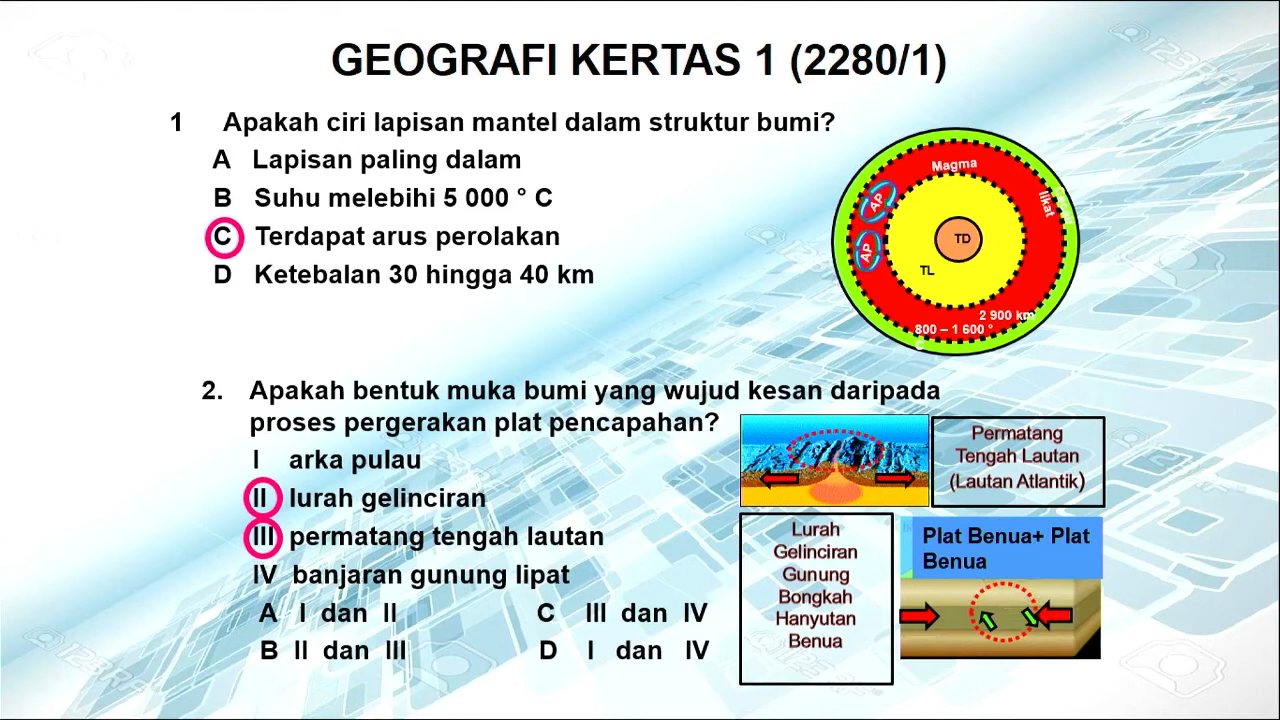 GEOGRAFI KERTAS 1 (2280/1)
1 Apakah ciri lapisan mantel dalam struktur bumi?
A Lapisan paling dalam
B Suhu melebihi 5 000 ° C
C Terdapat arus perolakan
D Ketebalan 30 hingga 40 km
Magma
likat
AP
AP
TD
TL
2 900 km
800 – 1 600 °
C
2. Apakah bentuk muka bumi yang wujud kesan daripada
proses pergerakan plat pencapahan?
I arka pulau
II lurah gelinciran
III permatang tengah lautan
IV banjaran gunung lipat
A I dan II
C III dan IV
B II dan III
D I dan IV
Permatang
Tengah Lautan
(Lautan Atlantik)
Lurah
Gelinciran
Gunung
Bongkah
Hanyutan
Benua
Plat Benua+ Plat
Benua